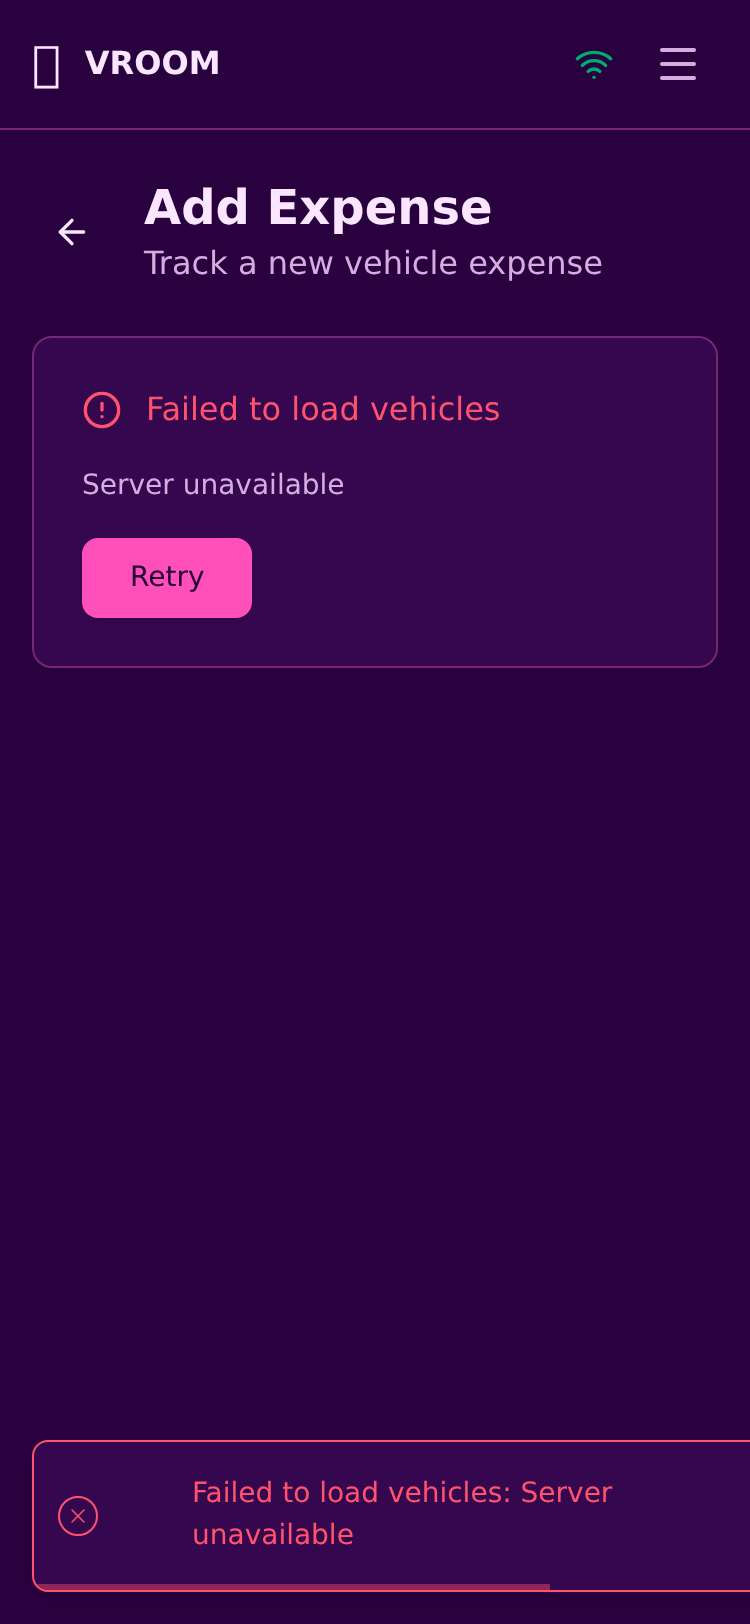 VROOM
Add Expense
Track a new vehicle expense
Failed to load vehicles
Server unavailable
Retry
Failed to load vehicles: Server
unavailable